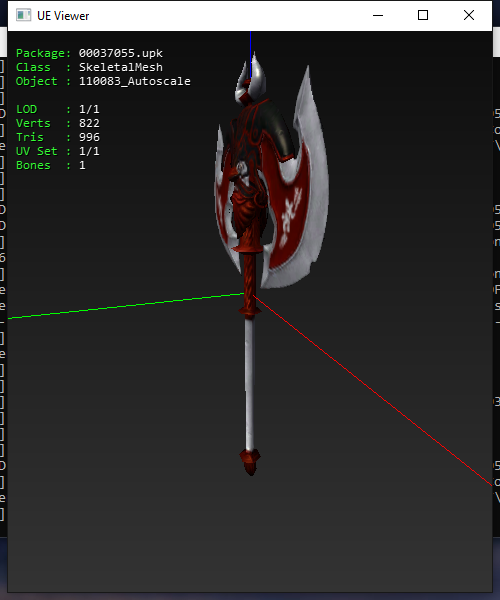 UE Viewer
Package: 00037055.upk
Class  : SkeletalMesh
Object : 110083_Autoscale
LOD    : 1/1
Verts  : 822
Tris   : 996
UV Set : 1/1
Bones  : 1